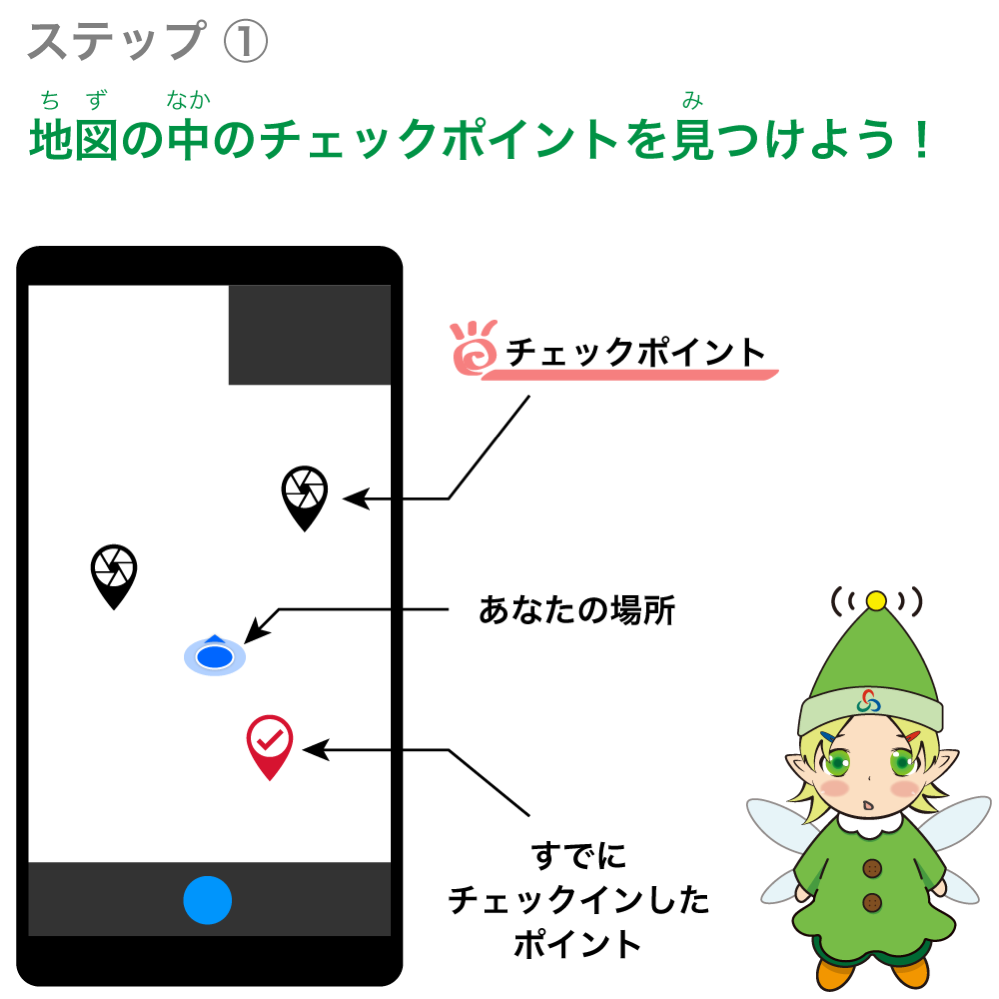 ステップ ①
ち ず なか み
地図の中のチェックポイントを見つけよう！
チェックポイント
あなたの場所
すでに
チェックインした
ポイント